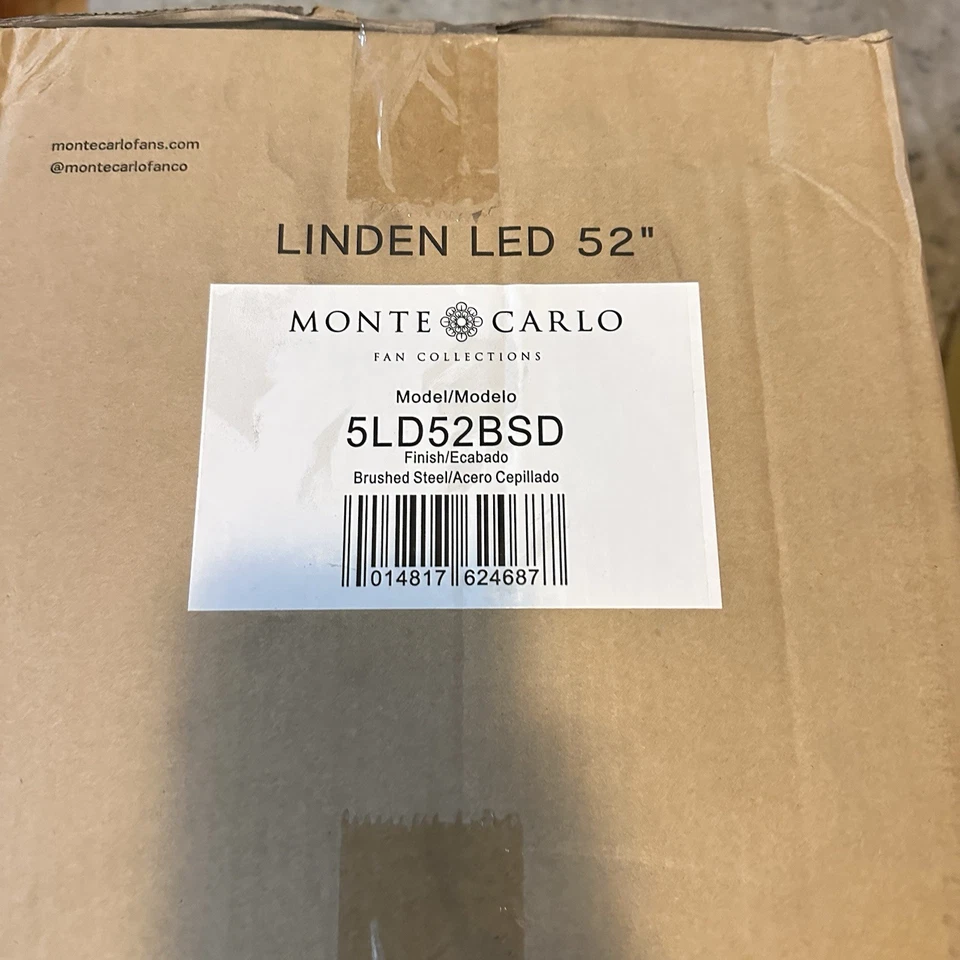 montecarlofans.com
@montecarlofanco
LINDEN LED 52"
MONTE CARLO
FAN COLLECTIONS
Model/Modelo
5LD52BSD
Finish/Ecabado
Brushed Steel/Acero Cepillado
014817 624687